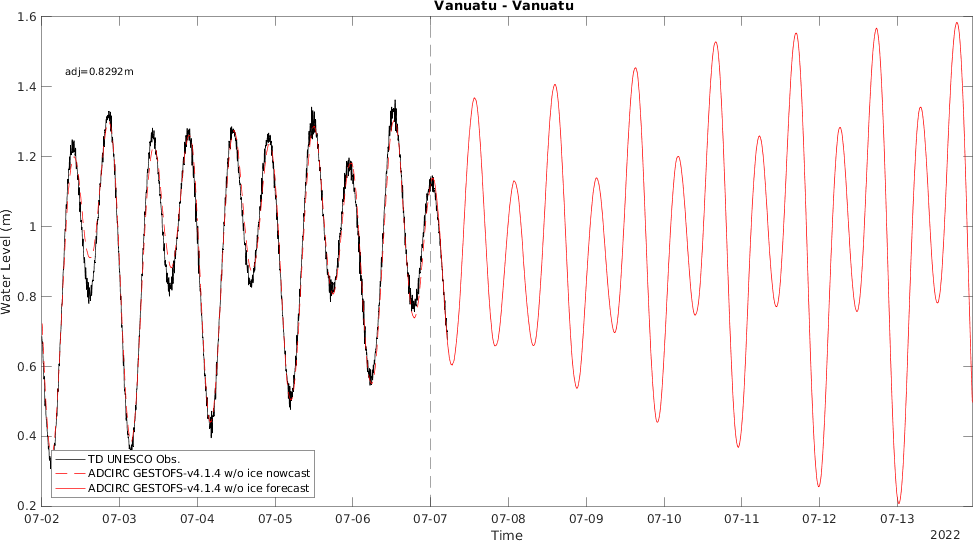 Vanuatu - Vanuatu
1.6
adj=0.8292m
1.4
1.2
1
0.8
0.6
0.4
0.2
Water Level (m)
TD UNESCO Obs.
ADCIRC GESTOFS-v4.1.4 w/o ice nowcast
ADCIRC GESTOFS-v4.1.4 w/o ice forecast
07-02 07-03 07-04 07-05 07-06 07-07 07-08 07-09 07-10 07-11 07-12 07-13
Time
2022